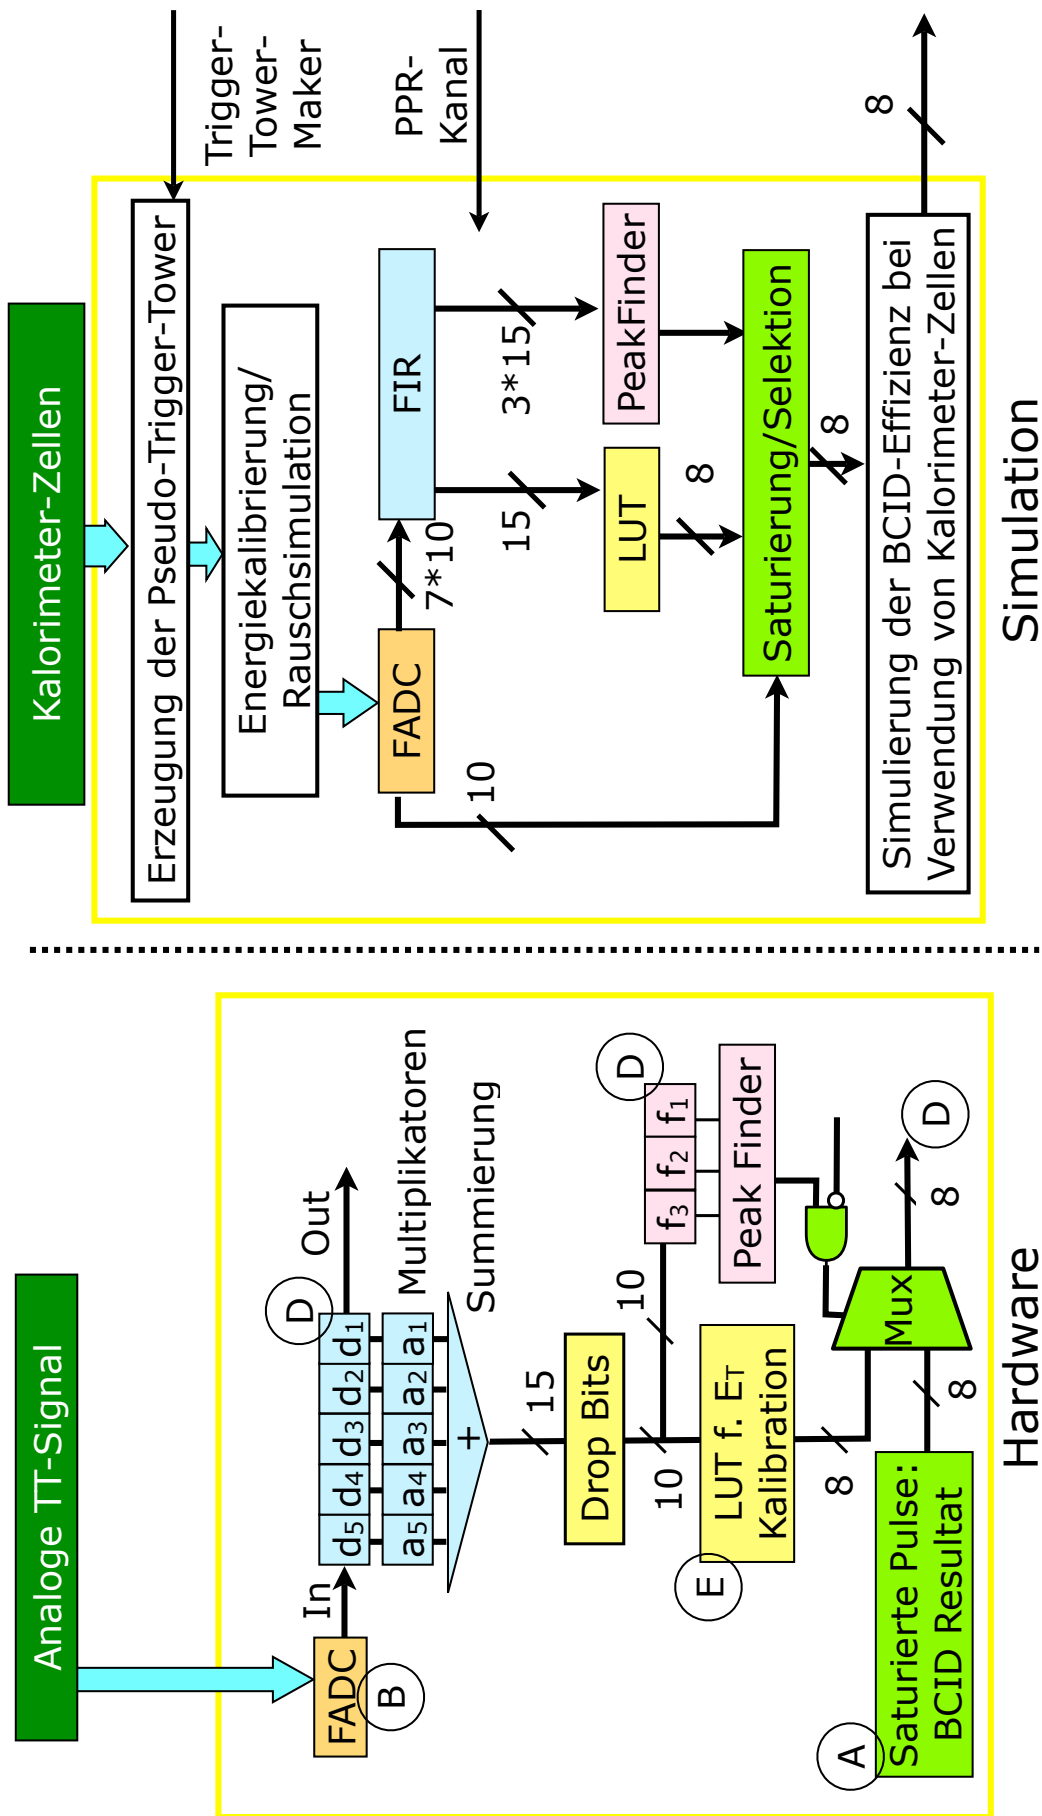 Analoge TT-Signal
FADC
B
In
d5 d4 d3 d2 d1
D
Out
a5 a4 a3 a2 a1
Multiplikatoren
+
Summierung
15
Drop Bits
10
10
f3 f2 f1
D
Peak Finder
E
LUT f. ET
Kalibration
8
A
Saturierte Pulse:
BCID Resultat
8
Mux
8
D
Hardware
Kalorimeter-Zellen
Erzeugung der Pseudo-Trigger-Tower
Trigger-
Tower-
Maker
Energiekalibrierung/
Rauschsimulation
FADC
7*10
FIR
PPR-
Kanal
10
15
3*15
LUT
PeakFinder
8
Saturierung/Selektion
8
Simulierung der BCID-Effizienz bei
Verwendung von Kalorimeter-Zellen
8
Simulation